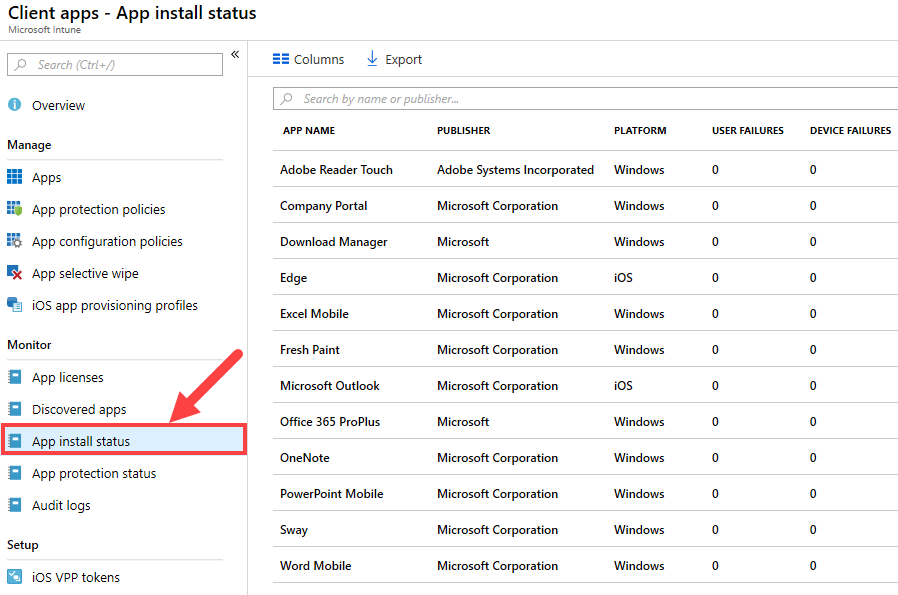 Client apps - App install status
Microsoft Intune
Search (Ctrl+/)
«
Overview
Manage
Apps
App protection policies
App configuration policies
App selective wipe
iOS app provisioning profiles
Monitor
App licenses
Discovered apps
App install status
App protection status
Audit logs
Setup
iOS VPP tokens
Columns Export
Search by name or publisher...
APP NAME PUBLISHER PLATFORM USER FAILURES DEVICE FAILURES
Adobe Reader Touch Adobe Systems Incorporated Windows 0 0
Company Portal Microsoft Corporation Windows 0 0
Download Manager Microsoft Windows 0 0
Edge Microsoft Corporation iOS 0 0
Excel Mobile Microsoft Corporation Windows 0 0
Fresh Paint Microsoft Corporation Windows 0 0
Microsoft Outlook Microsoft Corporation iOS 0 0
Office 365 ProPlus Microsoft Windows 0 0
OneNote Microsoft Corporation Windows 0 0
PowerPoint Mobile Microsoft Corporation Windows 0 0
Sway Microsoft Corporation Windows 0 0
Word Mobile Microsoft Corporation Windows 0 0